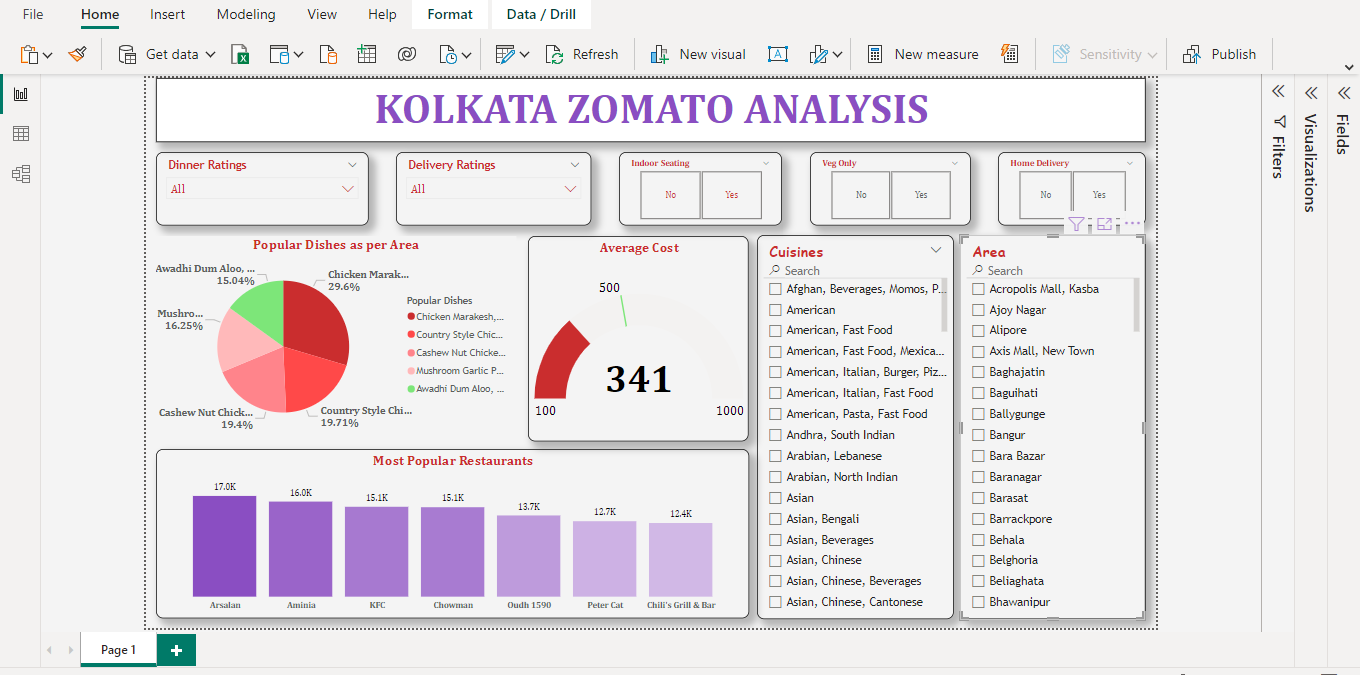 File Home Insert Modeling View Help Format Data / Drill
Get data Refresh New visual New measure Sensitivity Publish
KOLKATA ZOMATO ANALYSIS
Dinner Ratings
All
Delivery Ratings
All
Indoor Seating
No Yes
Veg Only
No Yes
Home Delivery
No Yes
Popular Dishes as per Area
Awadhi Dum Aloo, ...
15.04%
Chicken Marak...
29.6%
Mushro...
16.25%
Cashew Nut Chick...
19.4%
Country Style Chi...
19.71%
Popular Dishes
Chicken Marakesh,...
Country Style Chic...
Cashew Nut Chicke...
Mushroom Garlic P...
Awadhi Dum Aloo, ...
Average Cost
500
341
100 1000
Most Popular Restaurants
17.0K 16.0K 15.1K 15.1K 13.7K 12.7K 12.4K
Arsalan Aminia KFC Chowman Oudh 1590 Peter Cat Chili's Grill & Bar
Cuisines
Search
Afghan, Beverages, Momos, P...
American
American, Fast Food
American, Fast Food, Mexica...
American, Italian, Burger, Piz...
American, Italian, Fast Food
American, Pasta, Fast Food
Andhra, South Indian
Arabian, Lebanese
Arabian, North Indian
Asian
Asian, Bengali
Asian, Beverages
Asian, Chinese
Asian, Chinese, Beverages
Asian, Chinese, Cantonese
Area
Search
Acropolis Mall, Kasba
Ajoy Nagar
Alipore
Axis Mall, New Town
Baghajatin
Baguihati
Ballygunge
Bangur
Bara Bazar
Baranagar
Barasat
Barrackpore
Behala
Belghoria
Beliaghata
Bhawanipur
Filters
Visualizations
Fields
Page 1